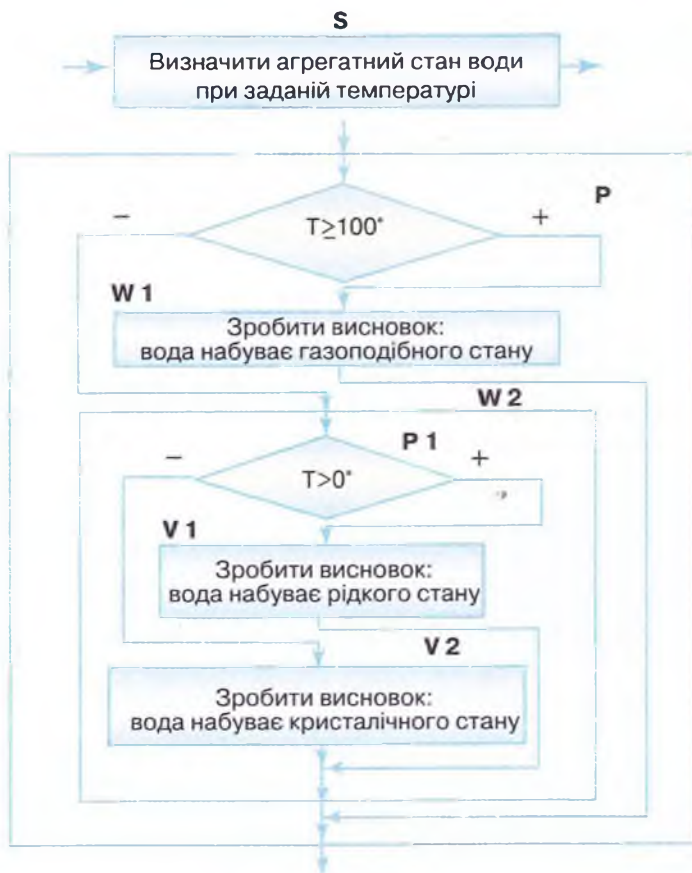 S
Визначити агрегатний стан води
при заданій температурі
P
−
T≥100°
+
W 1
Зробити висновок:
вода набуває газоподібного стану
W 2
P 1
−
T>0°
+
V 1
Зробити висновок:
вода набуває рідкого стану
V 2
Зробити висновок:
вода набуває кристалічного стану